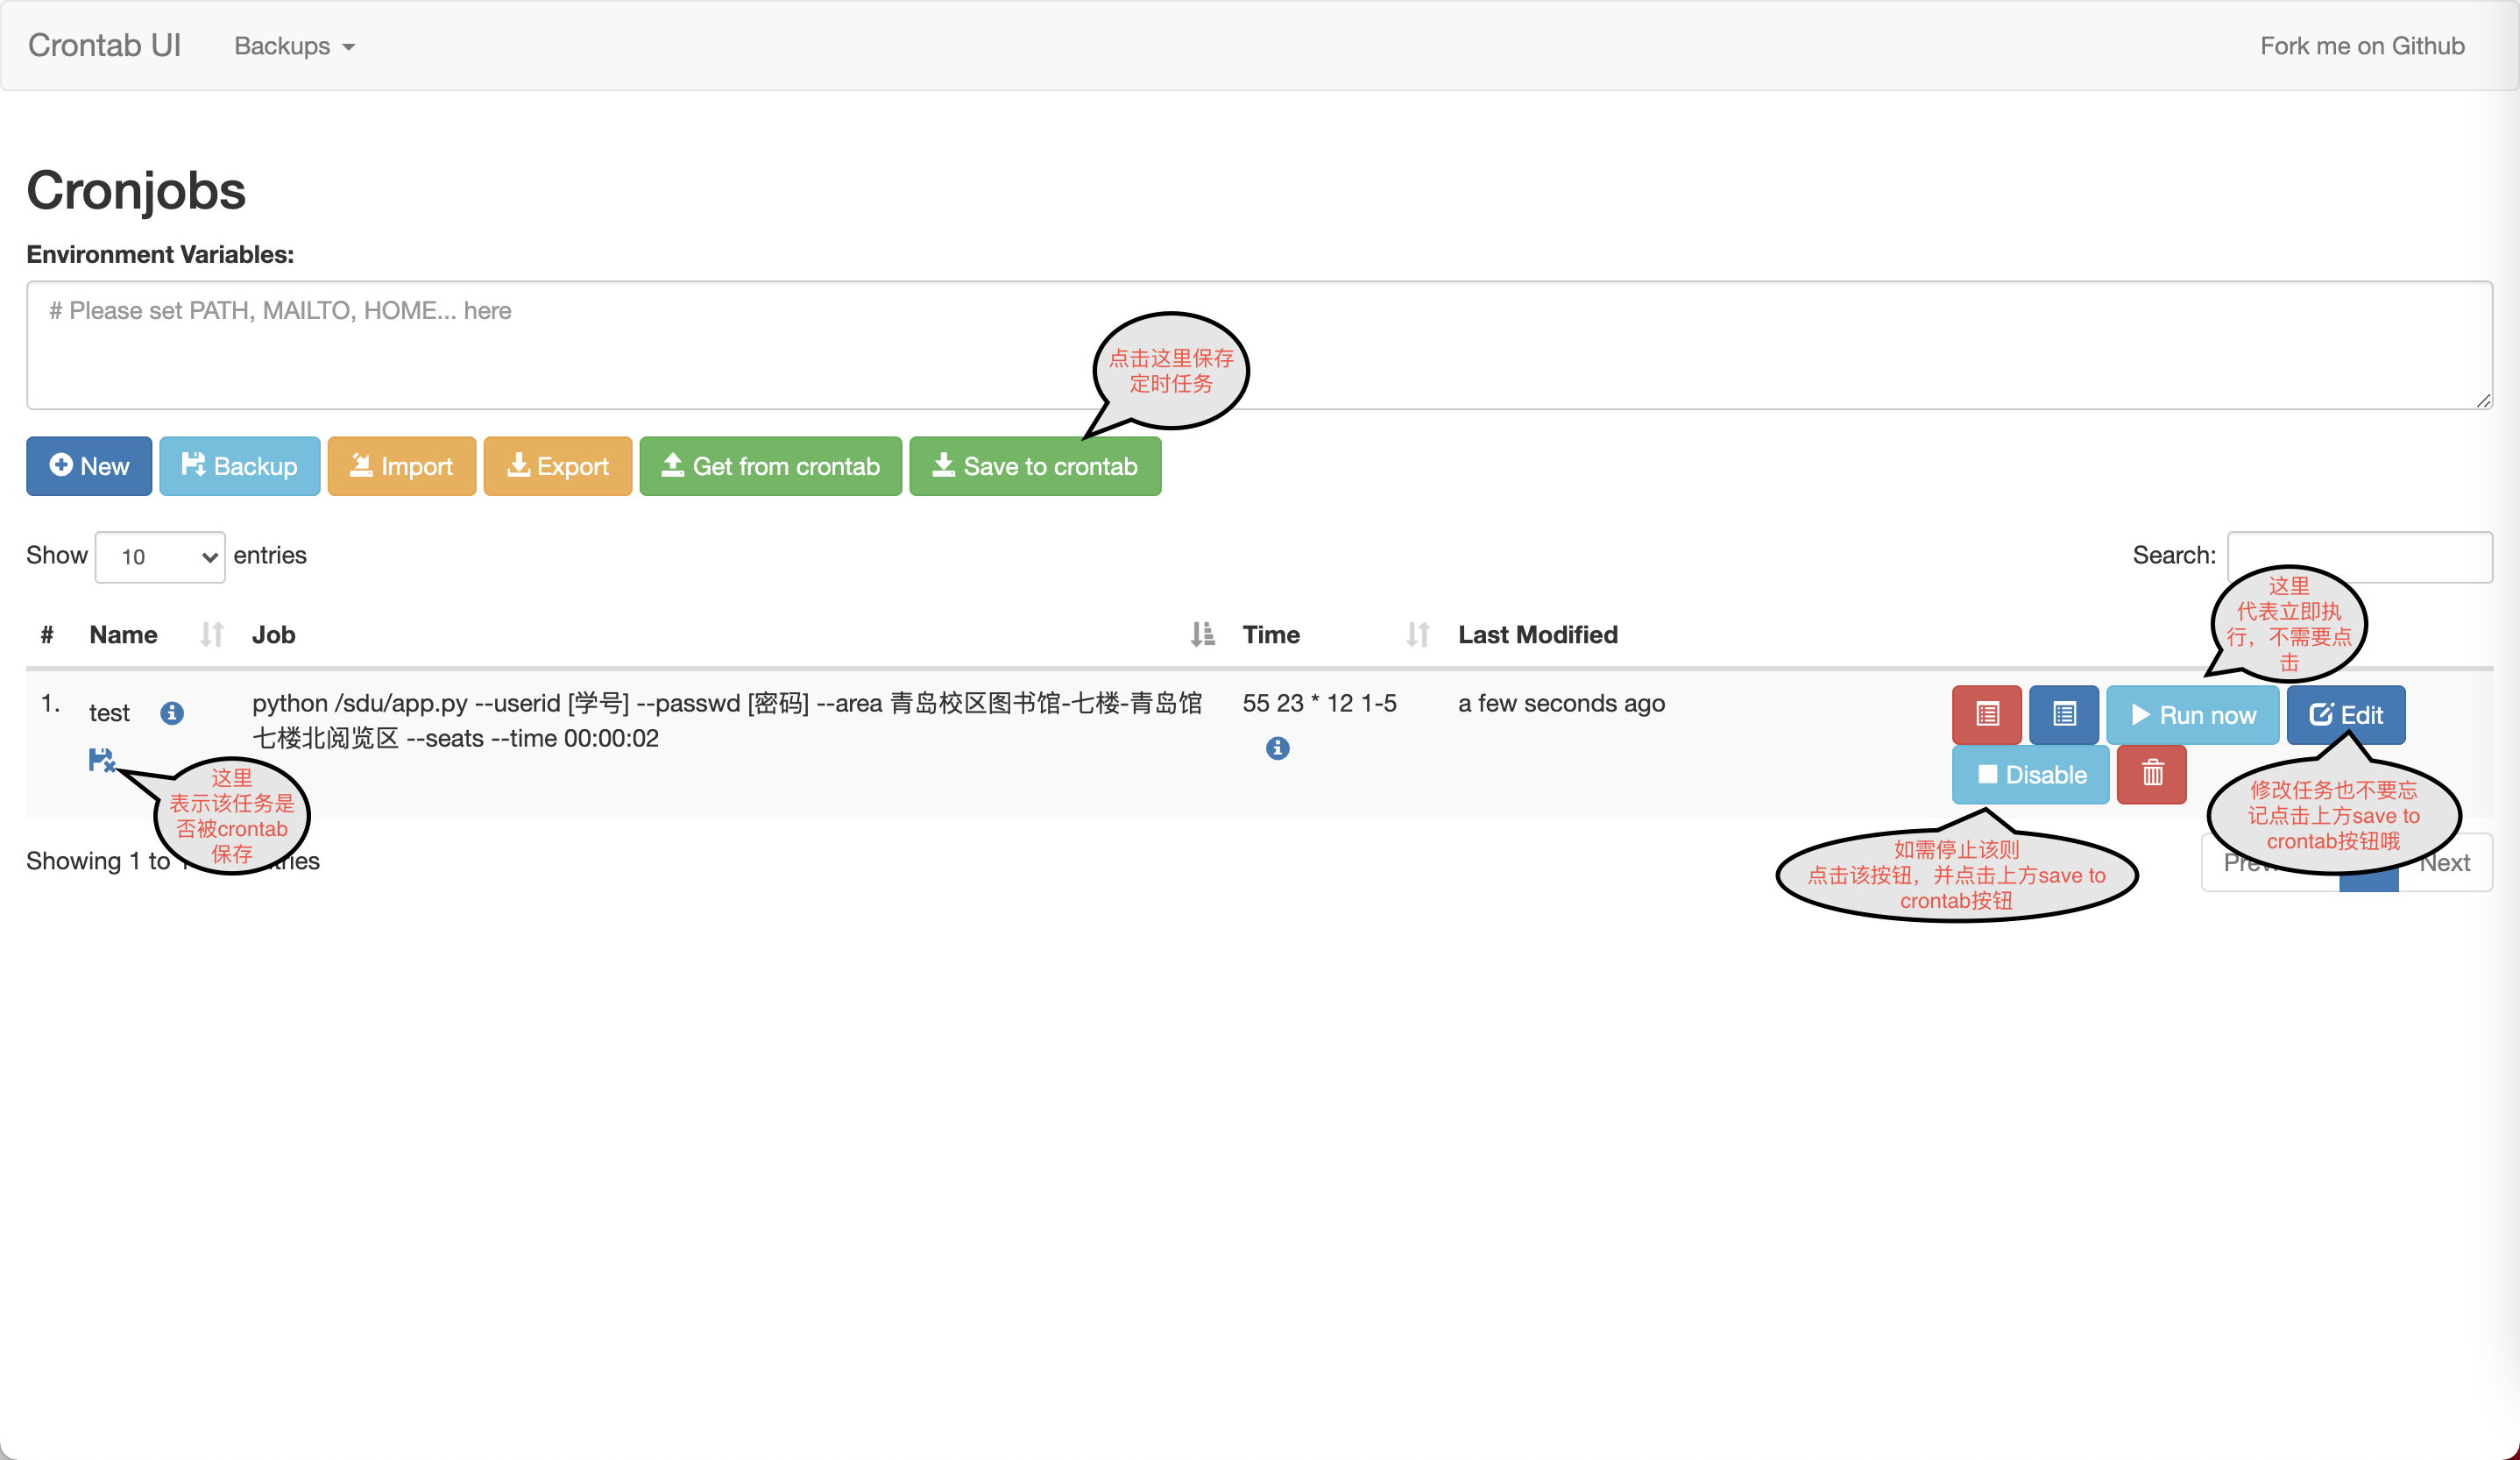 Crontab UI
Backups
Fork me on Github
Cronjobs
Environment Variables:
# Please set PATH, MAILTO, HOME... here
点击这里保存
定时任务
New
Backup
Import
Export
Get from crontab
Save to crontab
Show 10 entries
Search:
这里
代表立即执
行，不需要点
击
# Name Job Time Last Modified
1.
test
python /sdu/app.py --userid [学号] --passwd [密码] --area 青岛校区图书馆-七楼-青岛馆
七楼北阅览区 --seats --time 00:00:02
55 23 * 12 1-5
a few seconds ago
Run now
Edit
Disable
这里
表示该任务是
否被crontab
保存
修改任务也不要忘
记点击上方save to
crontab按钮哦
如需停止该则
点击该按钮，并点击上方save to
crontab按钮
Showing 1 to
Next